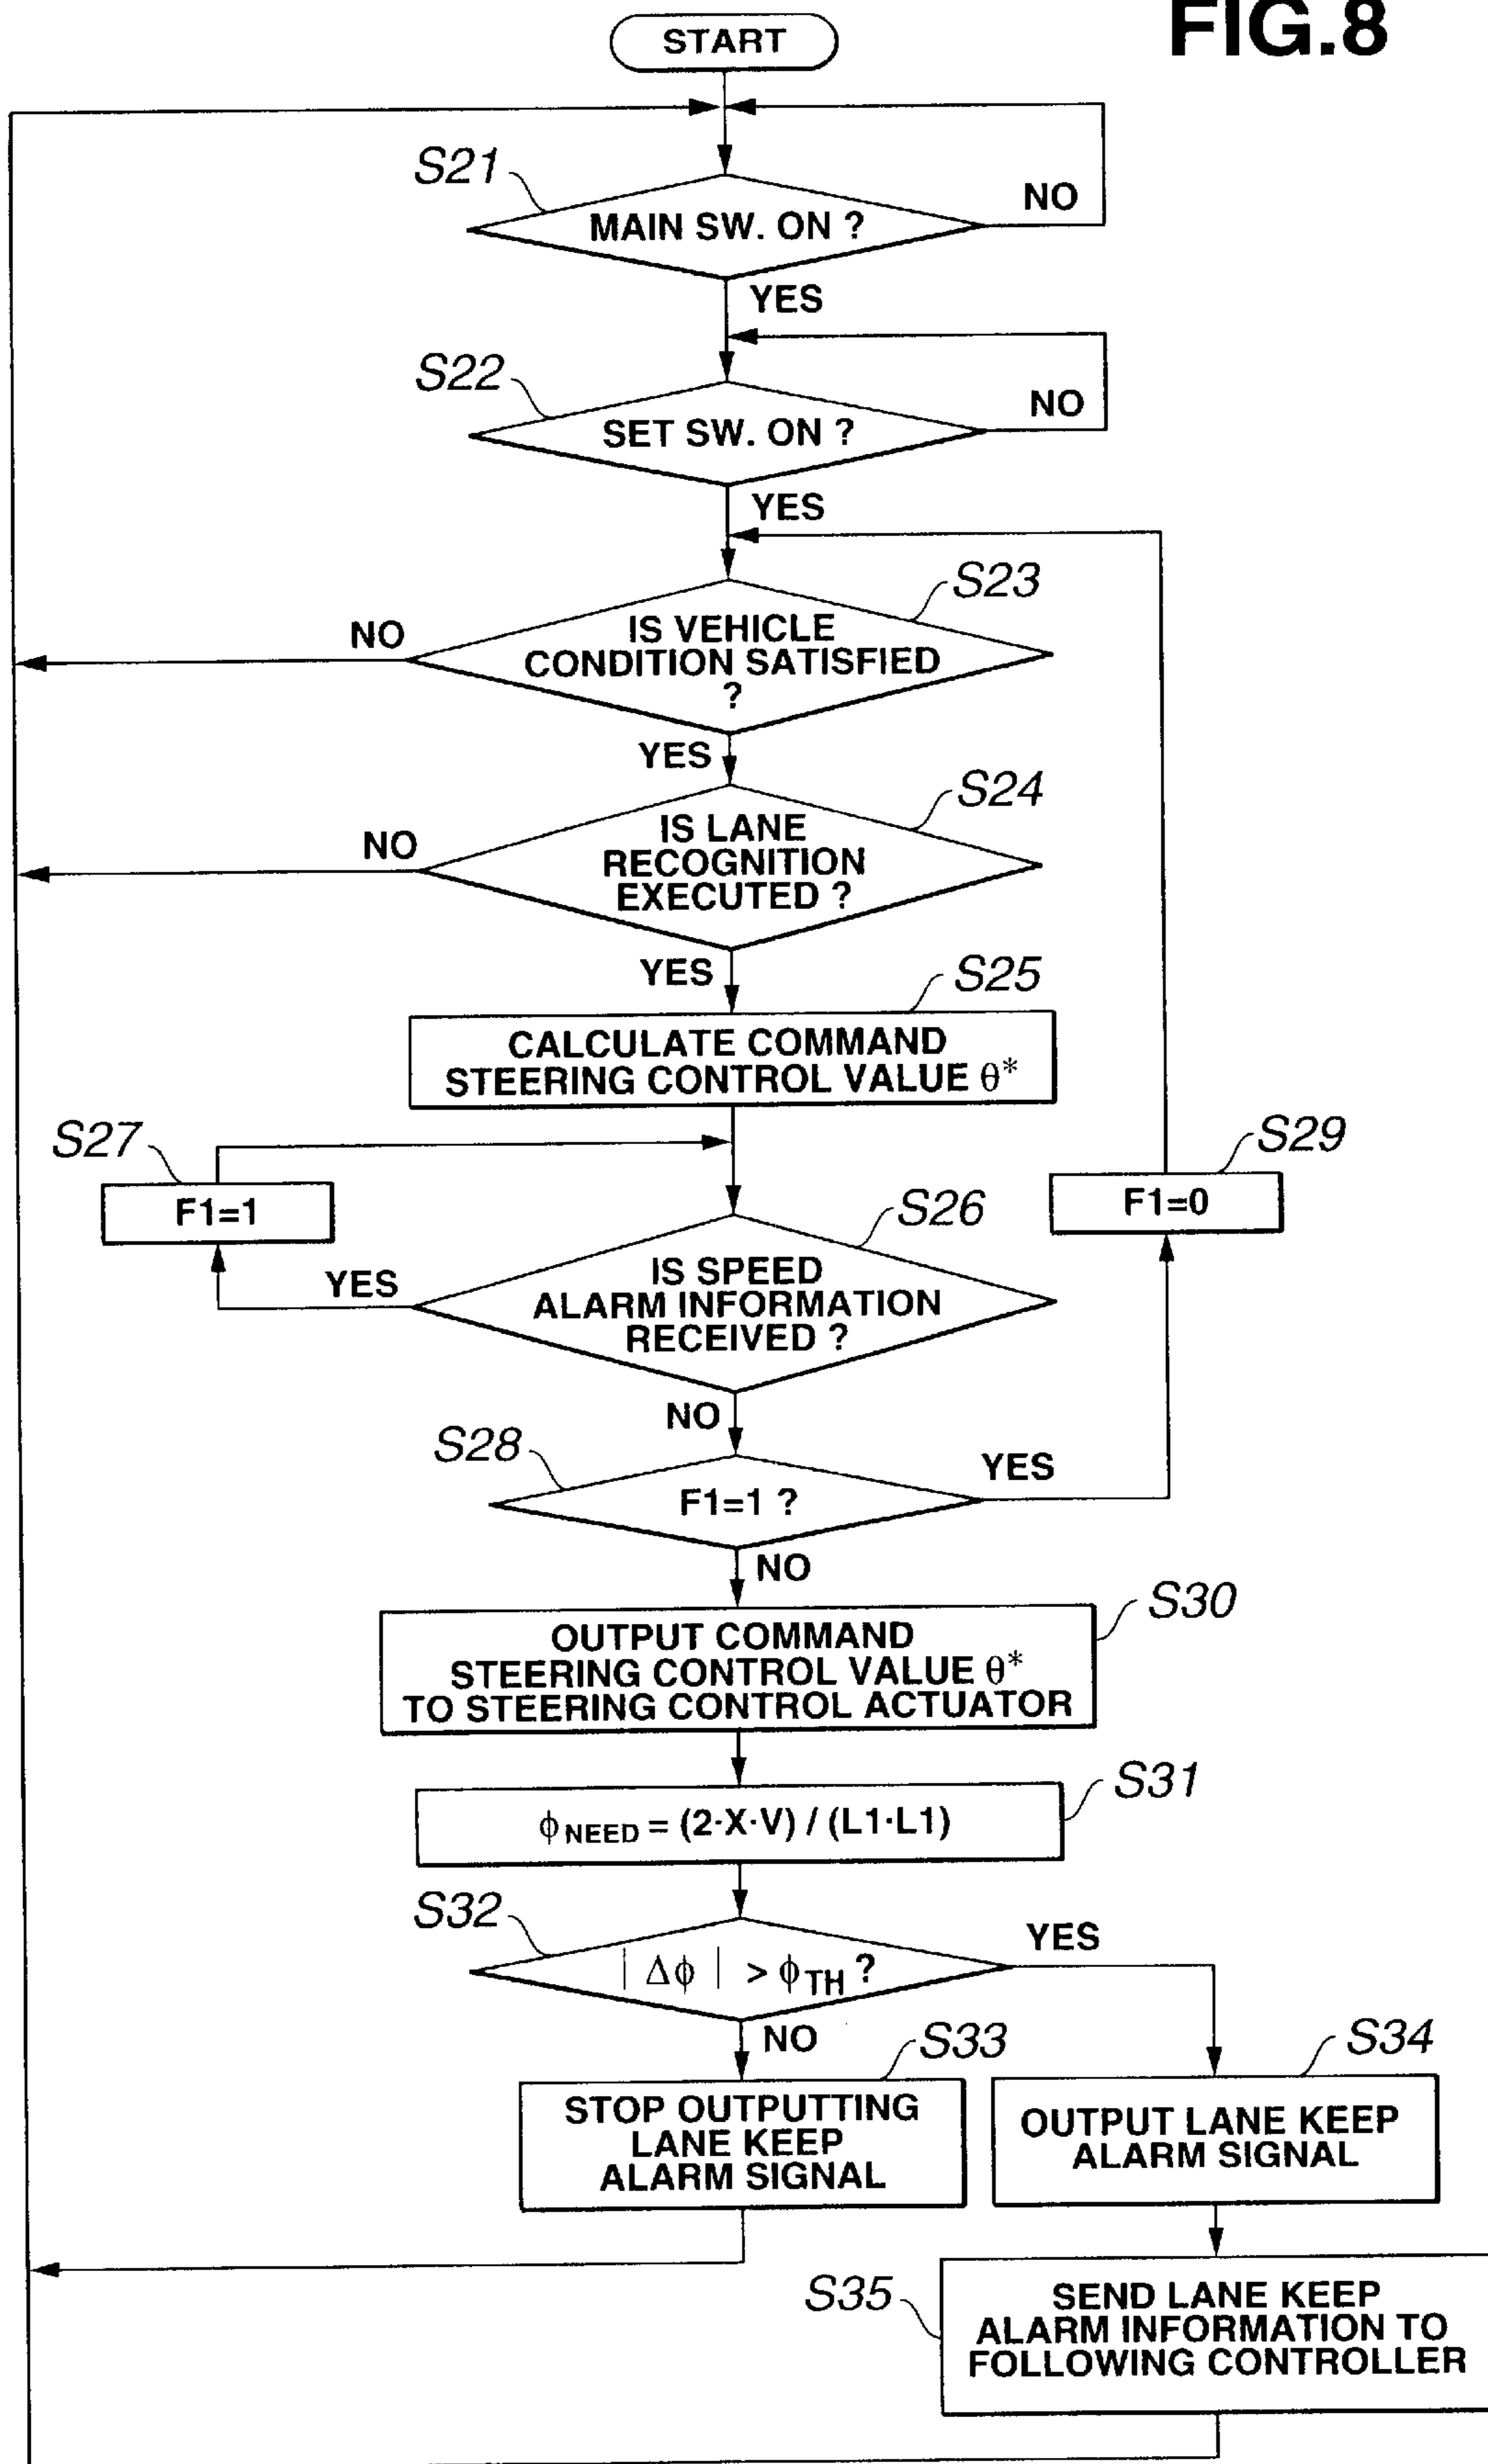 FIG.8
START
S21
MAIN SW. ON ?
NO
YES
S22
SET SW. ON ?
NO
YES
S23
IS VEHICLE
CONDITION SATISFIED
?
NO
YES
S24
IS LANE
RECOGNITION
EXECUTED ?
NO
YES
S25
CALCULATE COMMAND
STEERING CONTROL VALUE θ*
S27
F1=1
S29
F1=0
S26
IS SPEED
ALARM INFORMATION
RECEIVED ?
YES
NO
S28
F1=1 ?
YES
NO
S30
OUTPUT COMMAND
STEERING CONTROL VALUE θ*
TO STEERING CONTROL ACTUATOR
S31
ϕNEED = (2·X·V) / (L1·L1)
S32
| Δϕ | > ϕTH ?
YES
NO
S33
STOP OUTPUTTING
LANE KEEP
ALARM SIGNAL
S34
OUTPUT LANE KEEP
ALARM SIGNAL
S35
SEND LANE KEEP
ALARM INFORMATION TO
FOLLOWING CONTROLLER